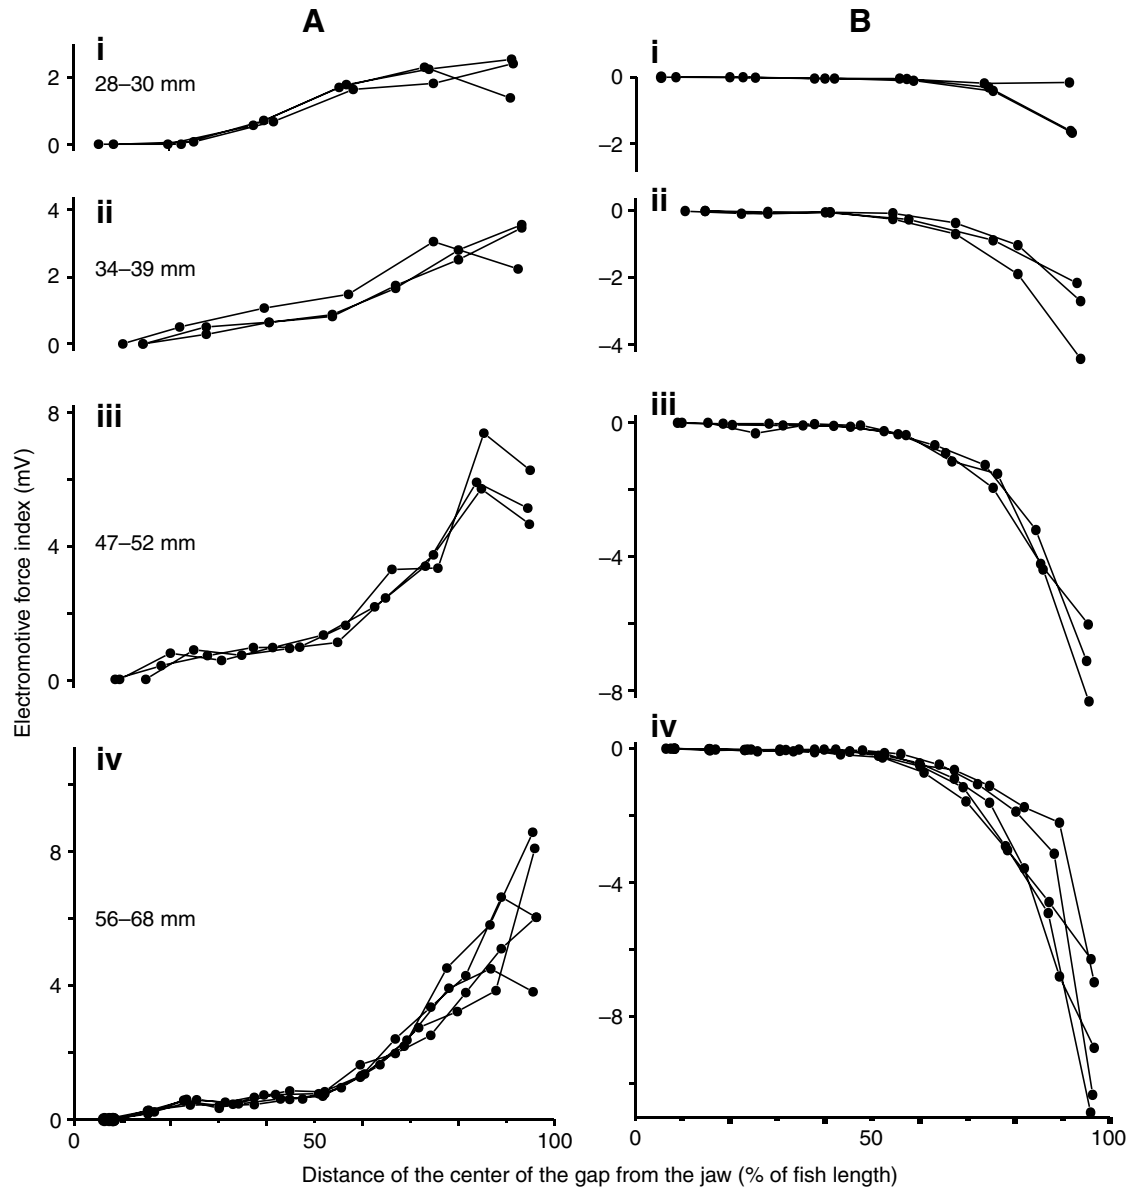 A
B
i
28–30 mm
2
0
i
0
–2
ii
34–39 mm
4
2
0
ii
0
–2
–4
iii
47–52 mm
8
4
0
iii
0
–4
–8
iv
56–68 mm
8
4
0
iv
0
–4
–8
0
50
100
0
50
100
Electromotive force index (mV)
Distance of the center of the gap from the jaw (% of fish length)